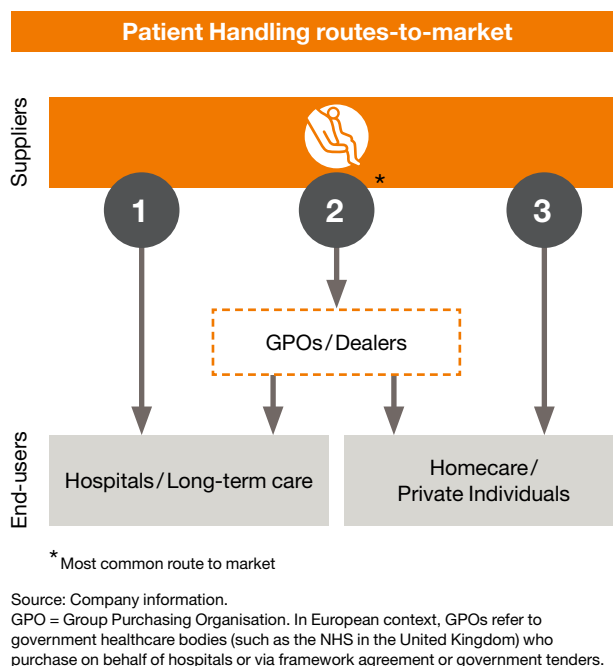 Patient Handling routes-to-market
Suppliers
1
2
*
3
GPOs/Dealers
End-users
Hospitals/Long-term care
Homecare/
Private Individuals
* Most common route to market
Source: Company information.
GPO = Group Purchasing Organisation. In European context, GPOs refer to
government healthcare bodies (such as the NHS in the United Kingdom) who
purchase on behalf of hospitals or via framework agreement or government tenders.